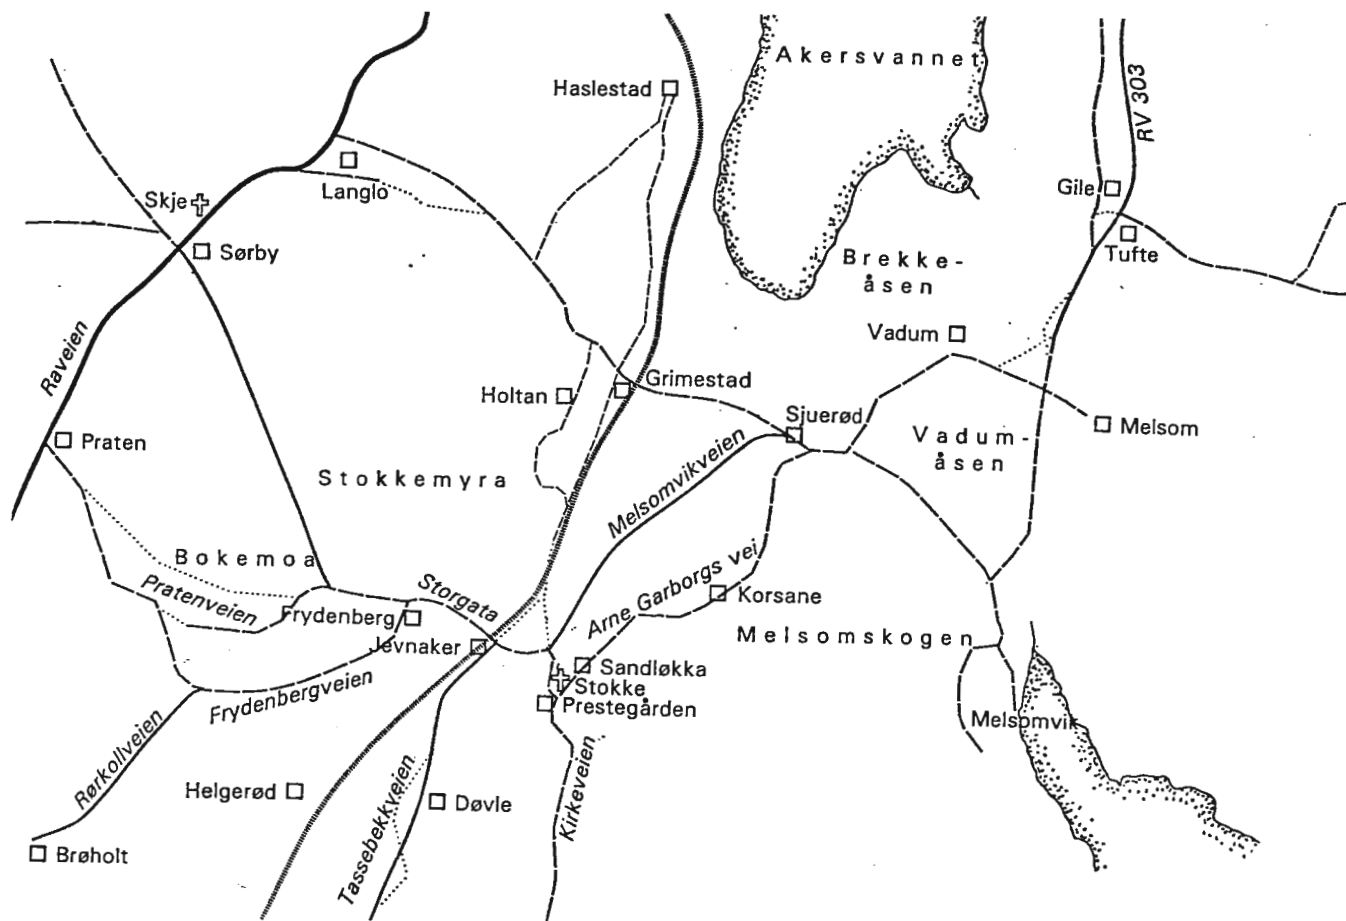 Akersvannet
Haslestad
RV 303
Langlo
Gile
Skje
Sørby
Tufte
Brekke-
åsen
Raveien
Vadum
Grimestad
Holtan
Sjuerød
Melsom
Praten
Vadum-
åsen
Stokkemyra
Melsomvikveien
Bokemoa
Pratenveien
Storgata
Arne Garborgs vei
Korsane
Frydenberg
Jevnaker
Melsomskogen
Sandløkka
Stokke
Prestegården
Frydenbergveien
Melsomvik
Rørkollveien
Helgerød
Tassebekkveien
Døvle
Kirkeveien
Brøholt